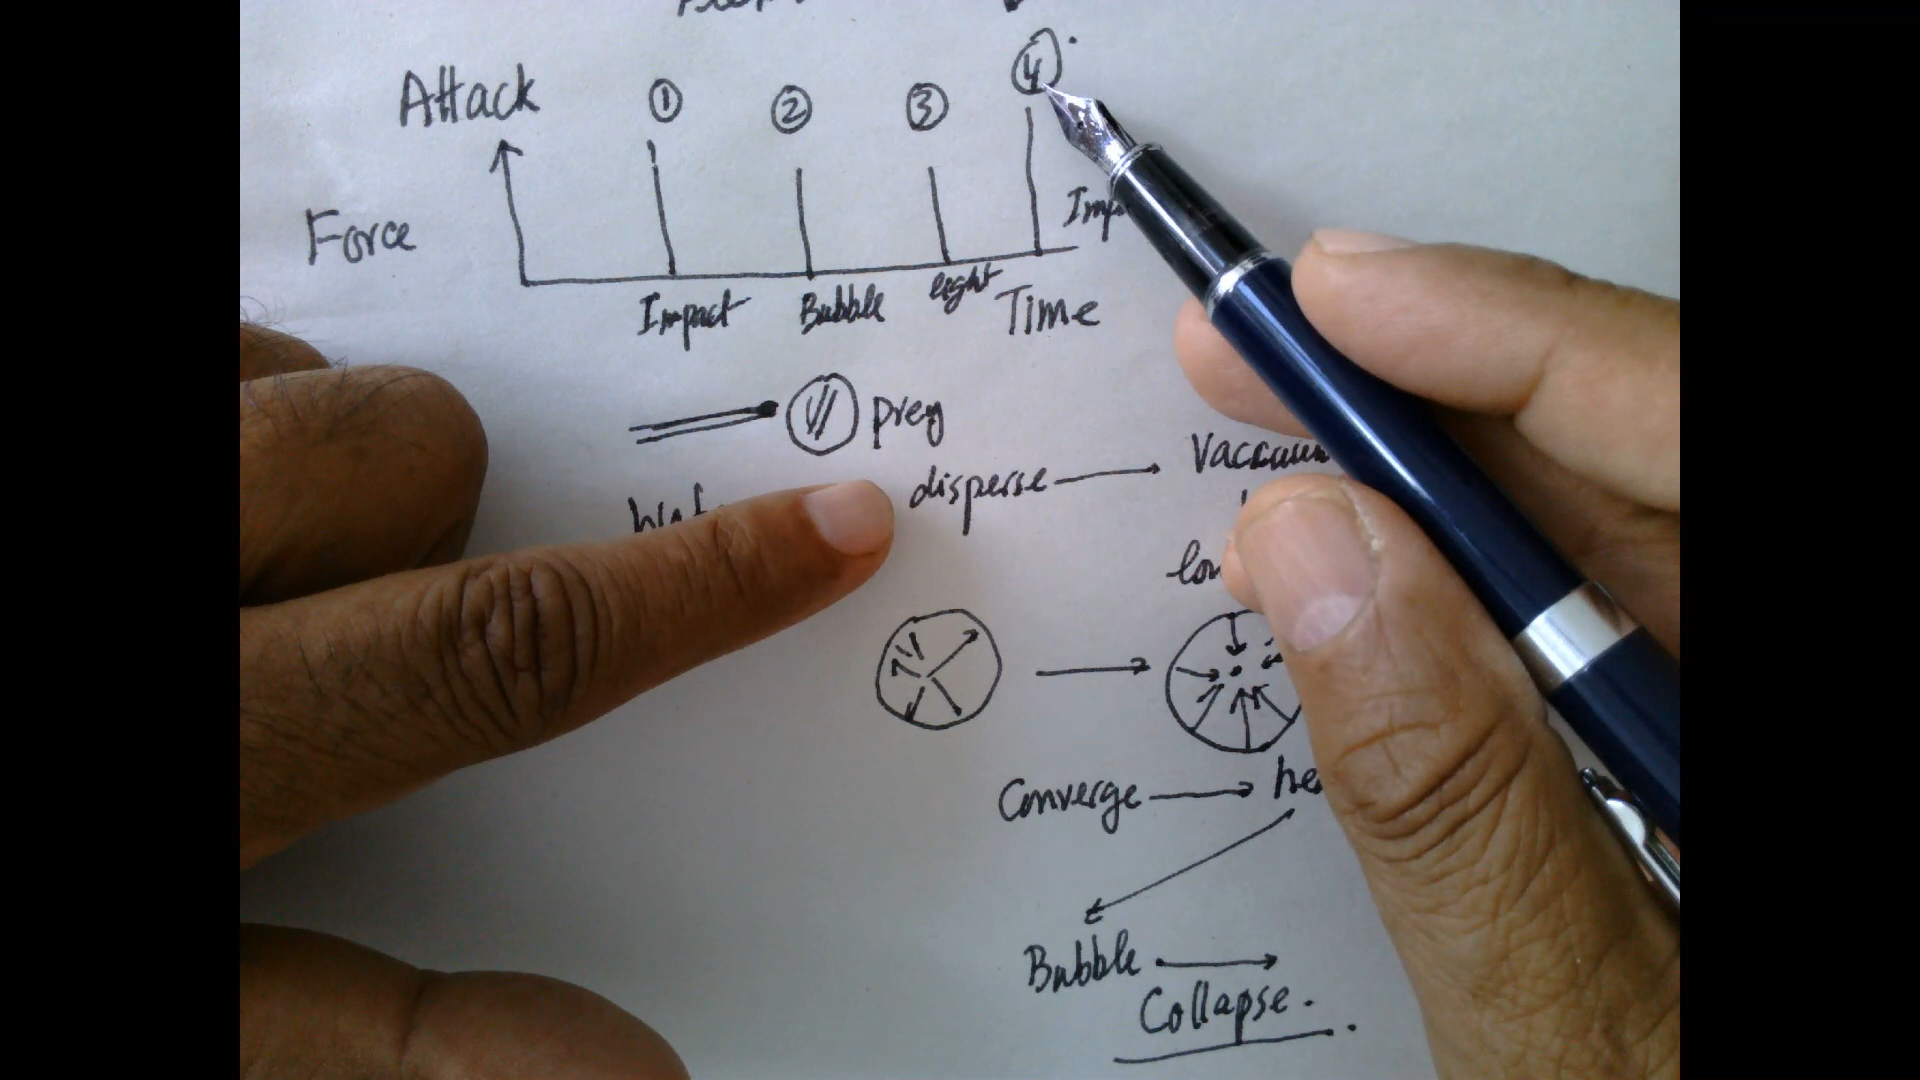 Attack
① ② ③ ④
Force
Impact Bubble light Time
prey
disperse
Converge
Bubble
Collapse.